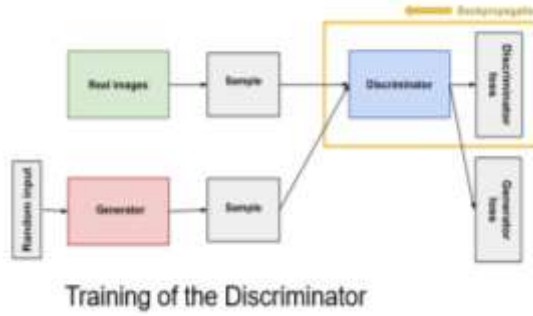 Backpropagation
Real images
Sample
Discriminator
Discriminator
loss
Random input
Generator
Sample
Generator
loss
Training of the Discriminator